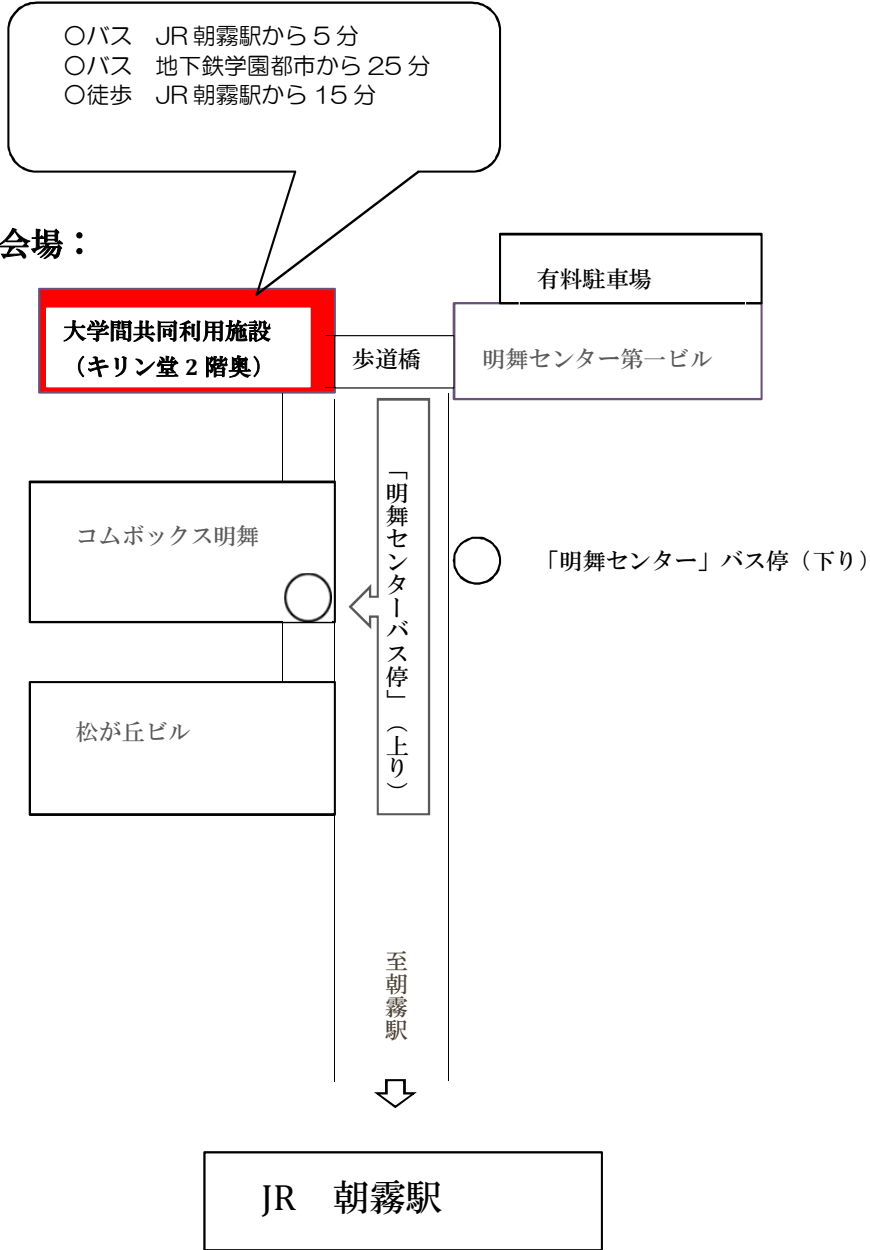 〇バス　JR朝霧駅から5分
〇バス　地下鉄学園都市から25分
〇徒歩　JR朝霧駅から15分
会場：
有料駐車場
大学間共同利用施設
（キリン堂2階奥）
歩道橋
明舞センター第一ビル
コムボックス明舞
「明舞センターバス停」（上り）
「明舞センター」バス停（下り）
松が丘ビル
至朝霧駅
JR　朝霧駅